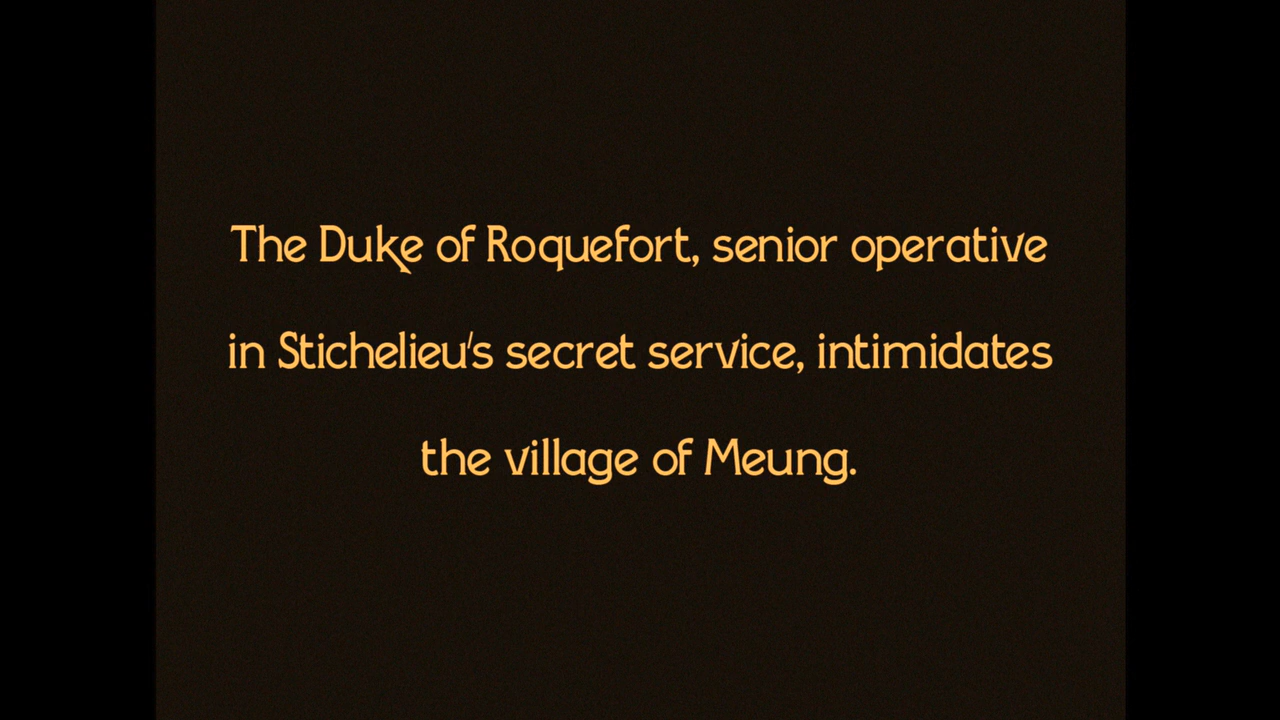 The Duke of Roquefort, senior operative
in Stichelieu's secret service, intimidates
the village of Meung.